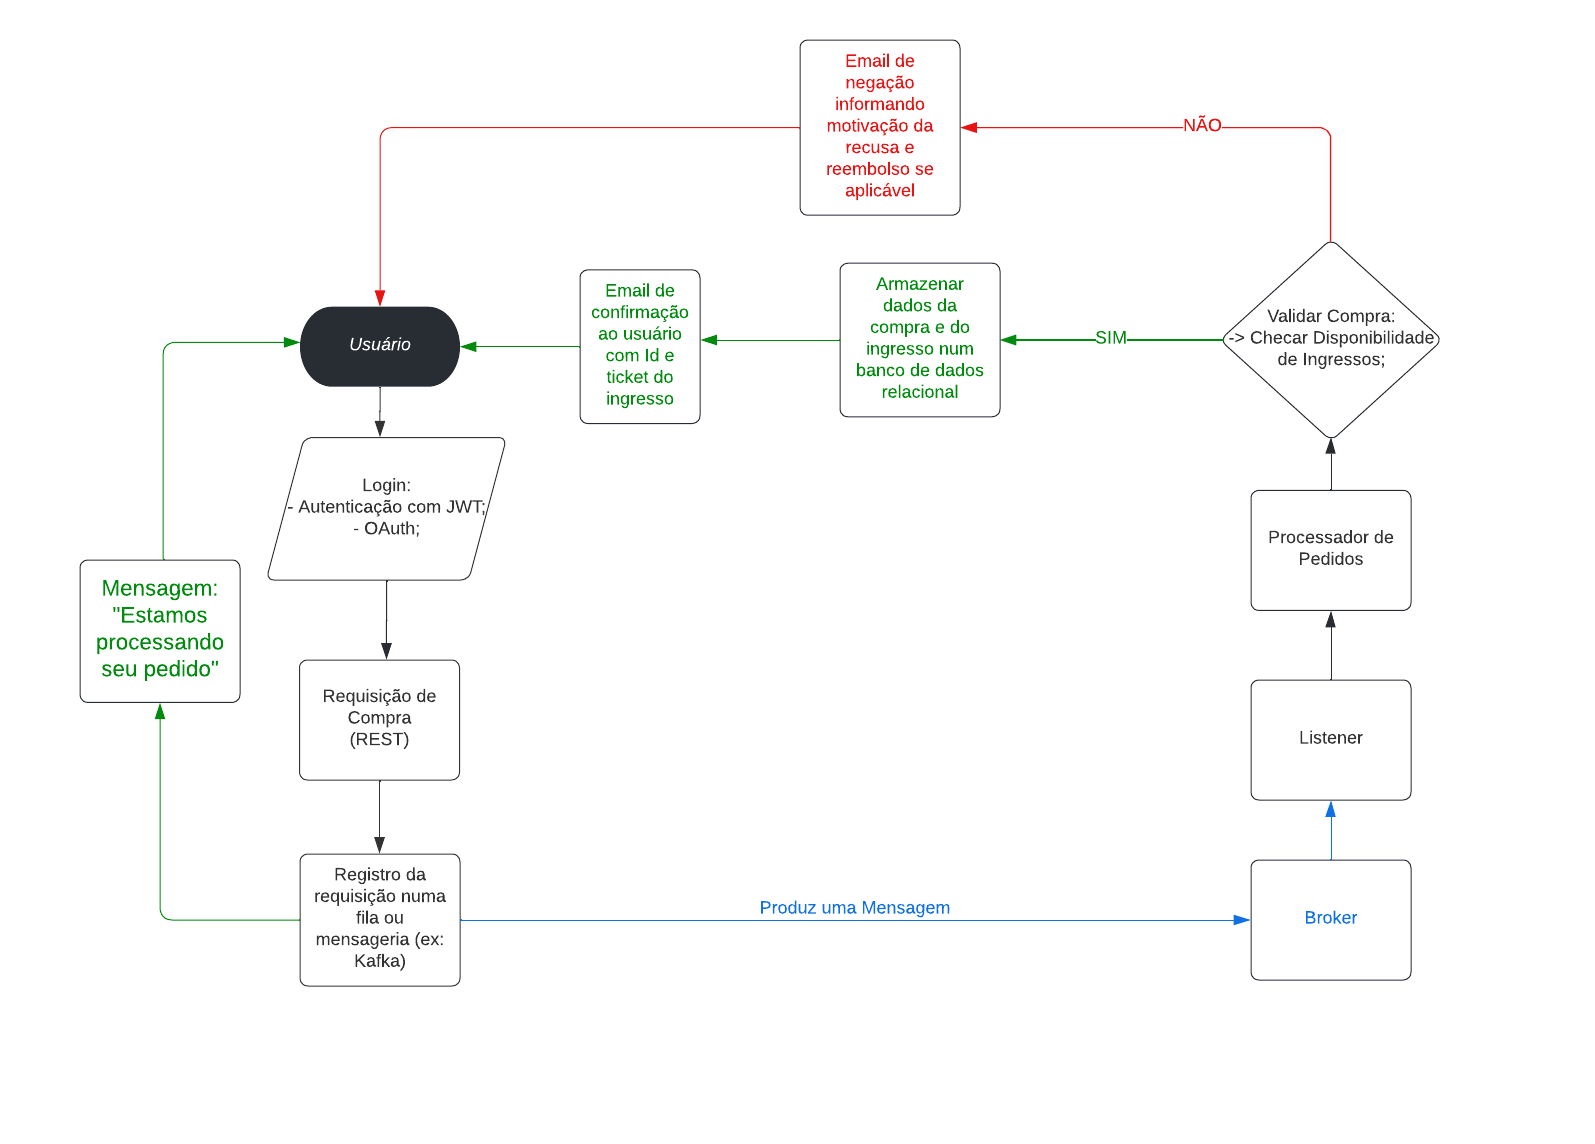 Email de
negação
informando
motivação da
recusa e
reembolso se
aplicável
NÃO
Usuário
Email de
confirmação
ao usuário
com Id e
ticket do
ingresso
Armazenar
dados da
compra e do
ingresso num
banco de dados
relacional
SIM
Validar Compra:
-> Checar Disponibilidade
de Ingressos;
Login:
- Autenticação com JWT;
- OAuth;
Processador de
Pedidos
Mensagem:
"Estamos
processando
seu pedido"
Requisição de
Compra
(REST)
Listener
Registro da
requisição numa
fila ou
mensageria (ex:
Kafka)
Produz uma Mensagem
Broker